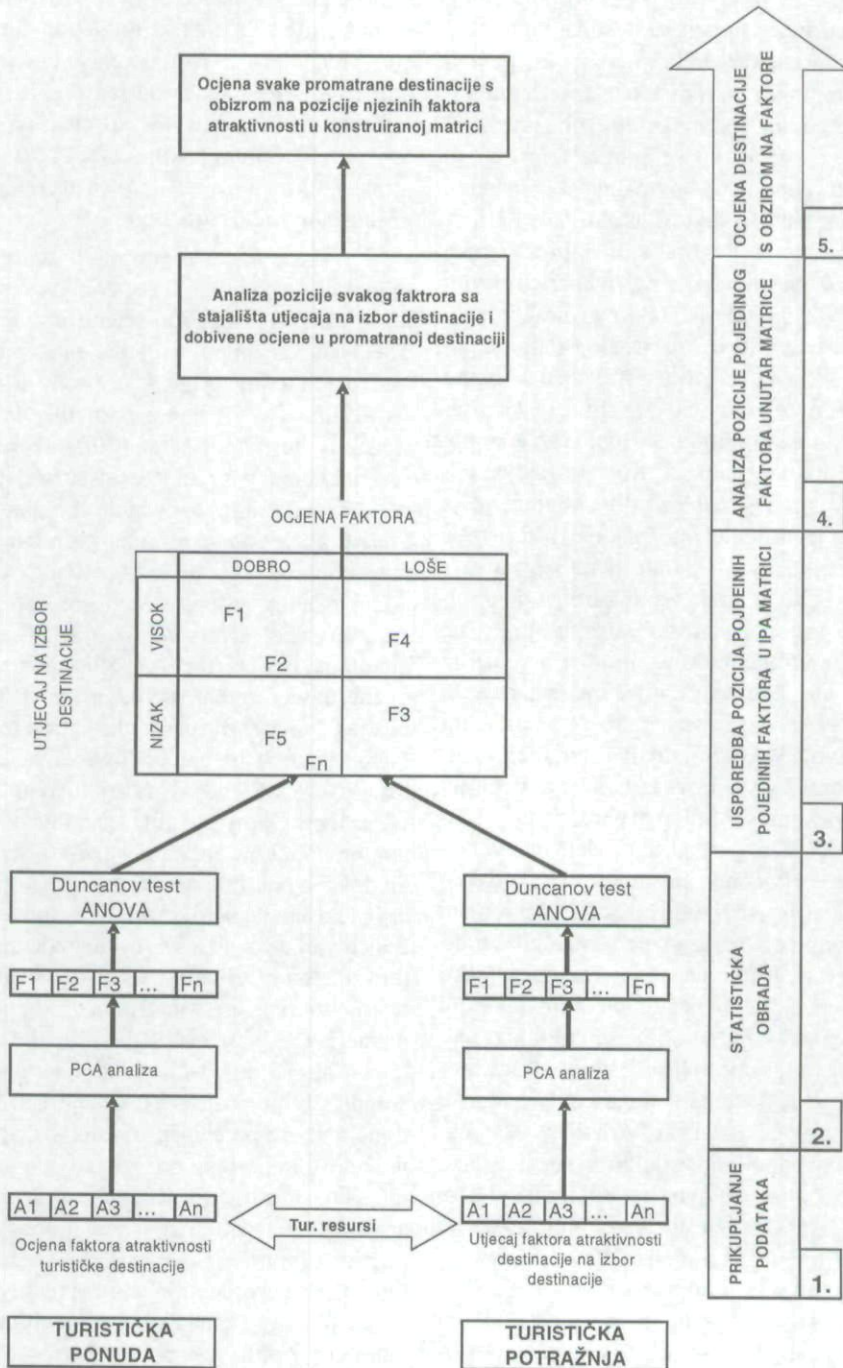 Ocjena svake promatrane destinacije s
obizrom na pozicije njezinih faktora
atraktivnosti u konstruiranoj matrici
Analiza pozicije svakog faktrora sa
stajališta utjecaja na izbor destinacije i
dobivene ocjene u promatranoj destinaciji
OCJENA FAKTORA
DOBRO LOŠE
UTJECAJ NA IZBOR
DESTINACIJE
VISOK
NIZAK
F1
F4
F2
F3
F5
Fn
Duncanov test
ANOVA
Duncanov test
ANOVA
F1 F2 F3 ... Fn
F1 F2 F3 ... Fn
PCA analiza
PCA analiza
A1 A2 A3 ... An
Tur. resursi
A1 A2 A3 ... An
Ocjena faktora atraktivnosti
turističke destinacije
Utjecaj faktora atraktivnosti
destinacije na izbor
destinacije
TURISTIČKA
PONUDA
TURISTIČKA
POTRAŽNJA
OCJENA DESTINACIJE
S OBZIROM NA FAKTORE
5.
ANALIZA POZICIJE POJEDINOG
FAKTORA UNUTAR MATRICE
4.
USPOREDBA POZICIJA POJDEINIH
POJEDINIH FAKTORA U IPA MATRICI
3.
STATISTIČKA
OBRADA
2.
PRIKUPLJANJE
PODATAKA
1.